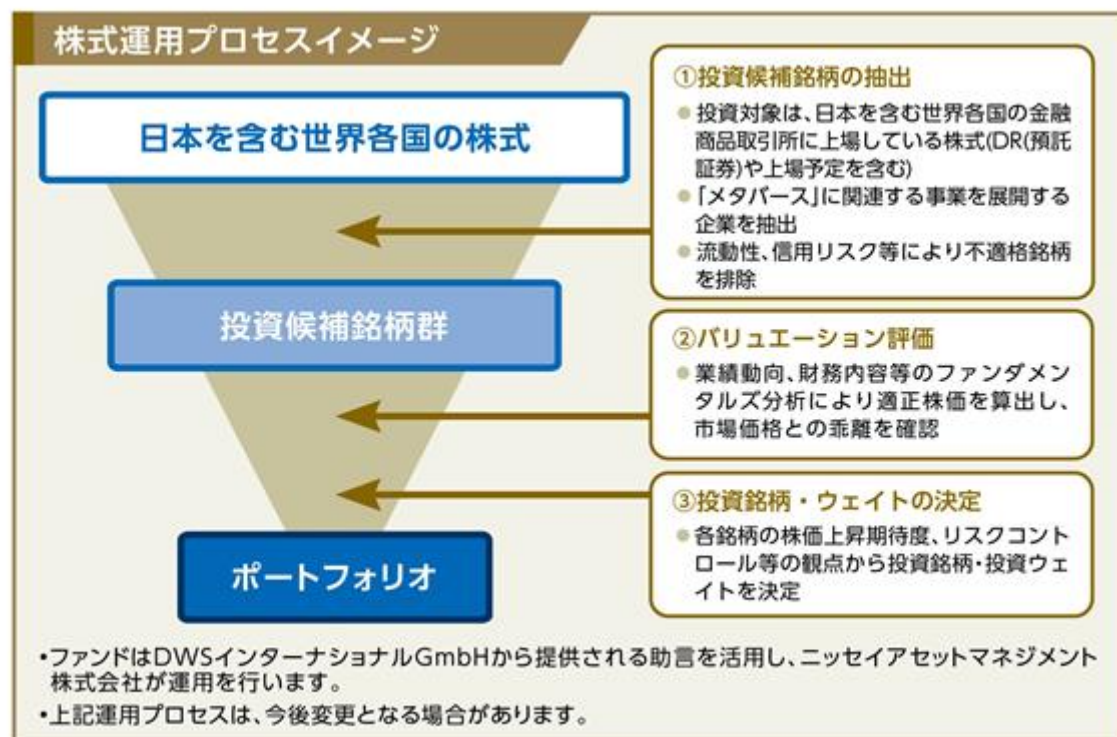 株式運用プロセスイメージ
日本を含む世界各国の株式
投資候補銘柄群
ポートフォリオ
①投資候補銘柄の抽出
●投資対象は、日本を含む世界各国の金融
商品取引所に上場している株式(DR(預託
証券)や上場予定を含む)
●「メタバース」に関連する事業を展開する
企業を抽出
●流動性、信用リスク等により不適格銘柄
を排除
②バリュエーション評価
●業績動向、財務内容等のファンダメン
タルズ分析により適正株価を算出し、
市場価格との乖離を確認
③投資銘柄・ウェイトの決定
●各銘柄の株価上昇期待度、リスクコント
ロール等の観点から投資銘柄・投資ウェ
イトを決定
•ファンドはDWSインターナショナルGmbHから提供される助言を活用し、ニッセイアセットマネジメント
株式会社が運用を行います。
•上記運用プロセスは、今後変更となる場合があります。